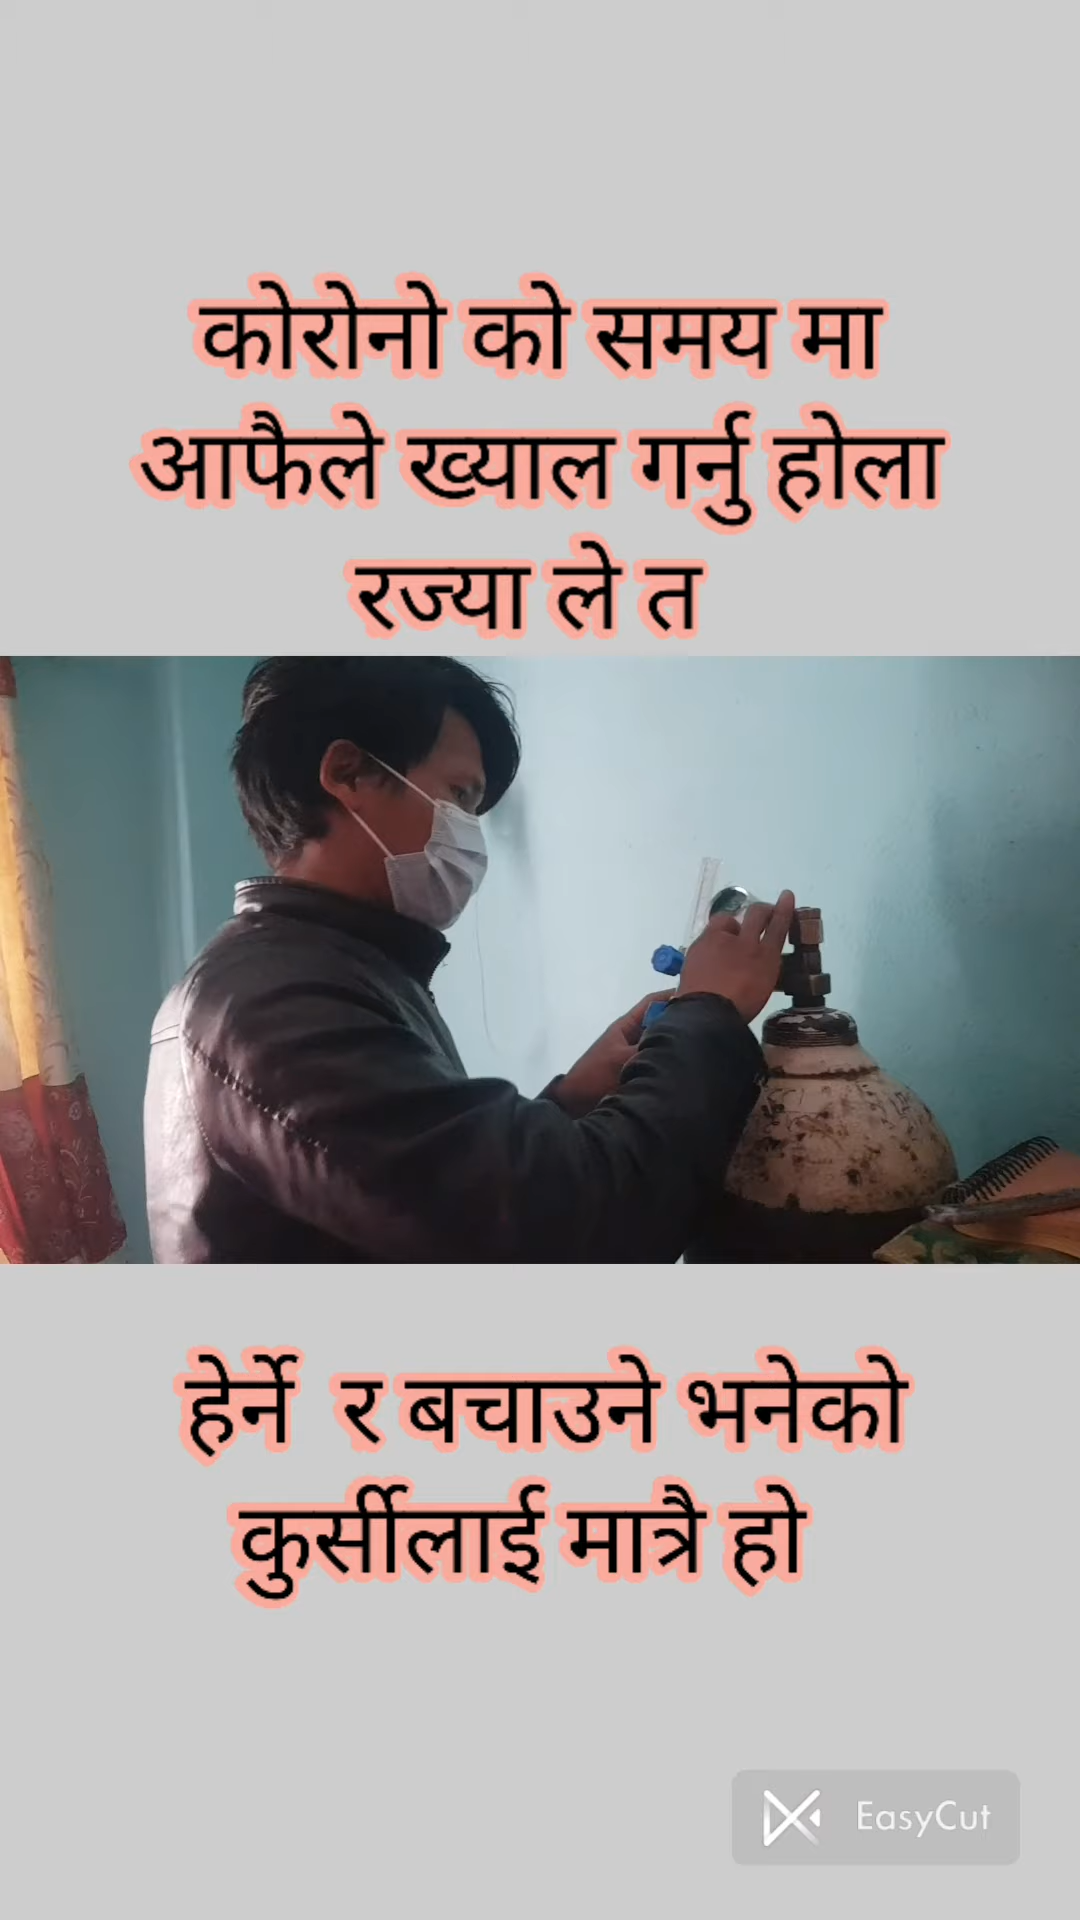 कोरोनो को समय मा
आफैले ख्याल गर्नु होला
रज्या ले त
हेर्ने र बचाउने भनेको
कुर्सीलाई मात्रै हो
EasyCut